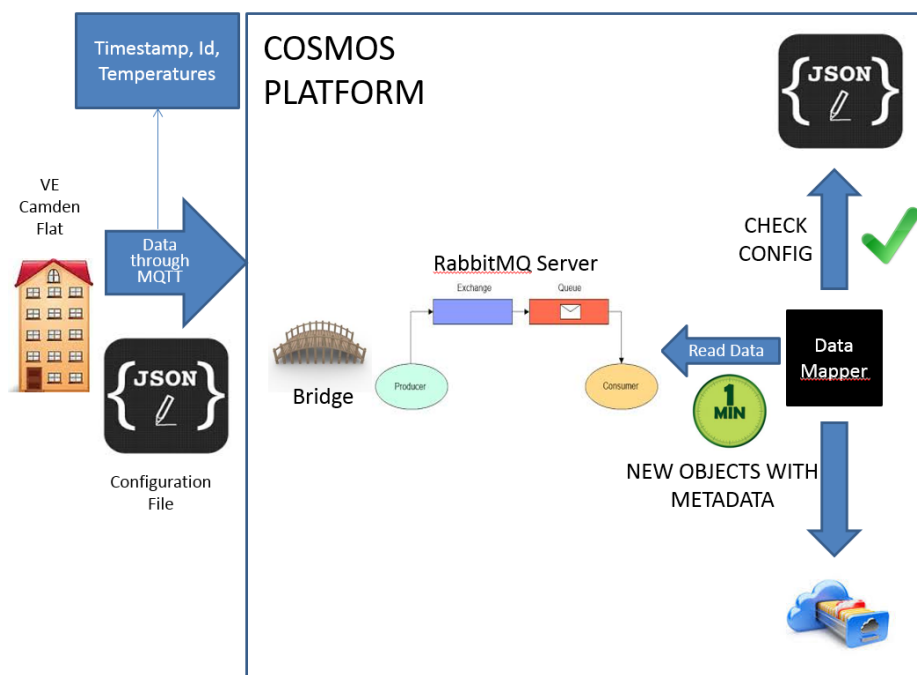 Timestamp, Id,
Temperatures
COSMOS
PLATFORM
{JSON}
VE
Camden
Flat
Data
through
MQTT
CHECK
CONFIG
RabbitMQ Server
Exchange
Queue
Producer
Consumer
Bridge
Read Data
Data
Mapper
1
MIN
{JSON}
Configuration
File
NEW OBJECTS WITH
METADATA